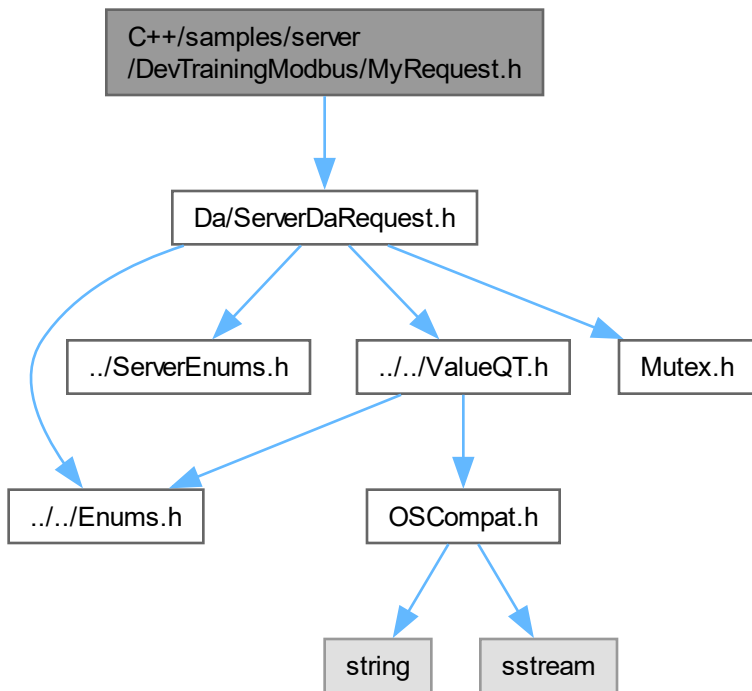 C++/samples/server
/DevTrainingModbus/MyRequest.h
Da/ServerDaRequest.h
../ServerEnums.h
../../ValueQT.h
Mutex.h
../../Enums.h
OSCompat.h
string
sstream